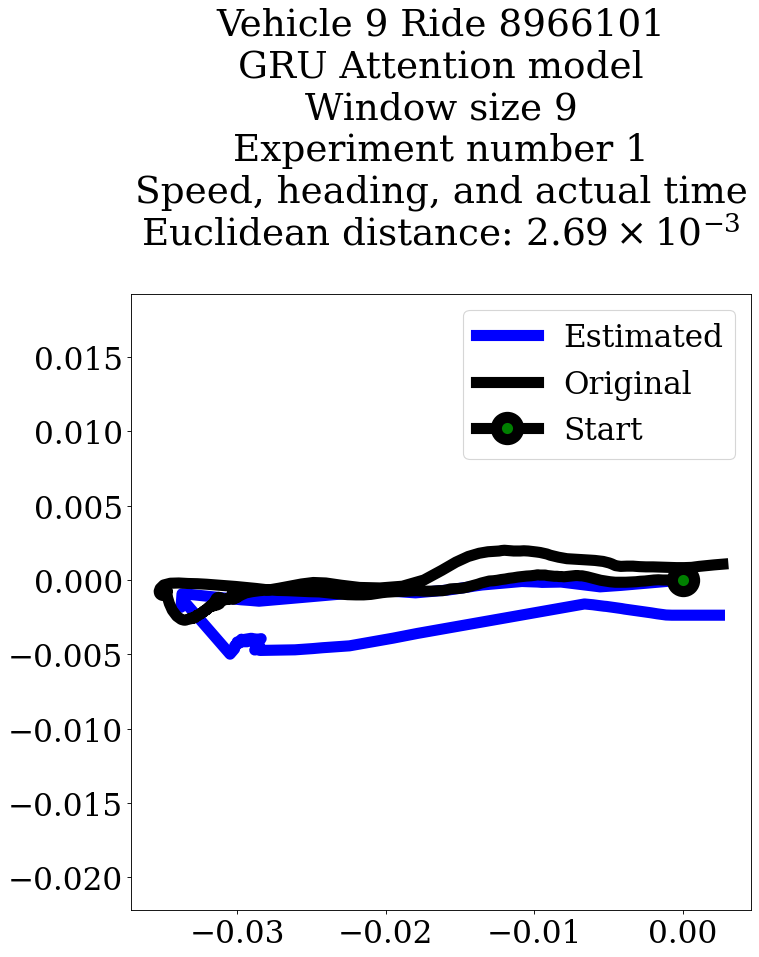 Vehicle 9 Ride 8966101
GRU Attention model
Window size 9
Experiment number 1
Speed, heading, and actual time
Euclidean distance: 2.69 × 10⁻³
Estimated
Original
Start
0.015
0.010
0.005
0.000
−0.005
−0.010
−0.015
−0.020
−0.03 −0.02 −0.01 0.00